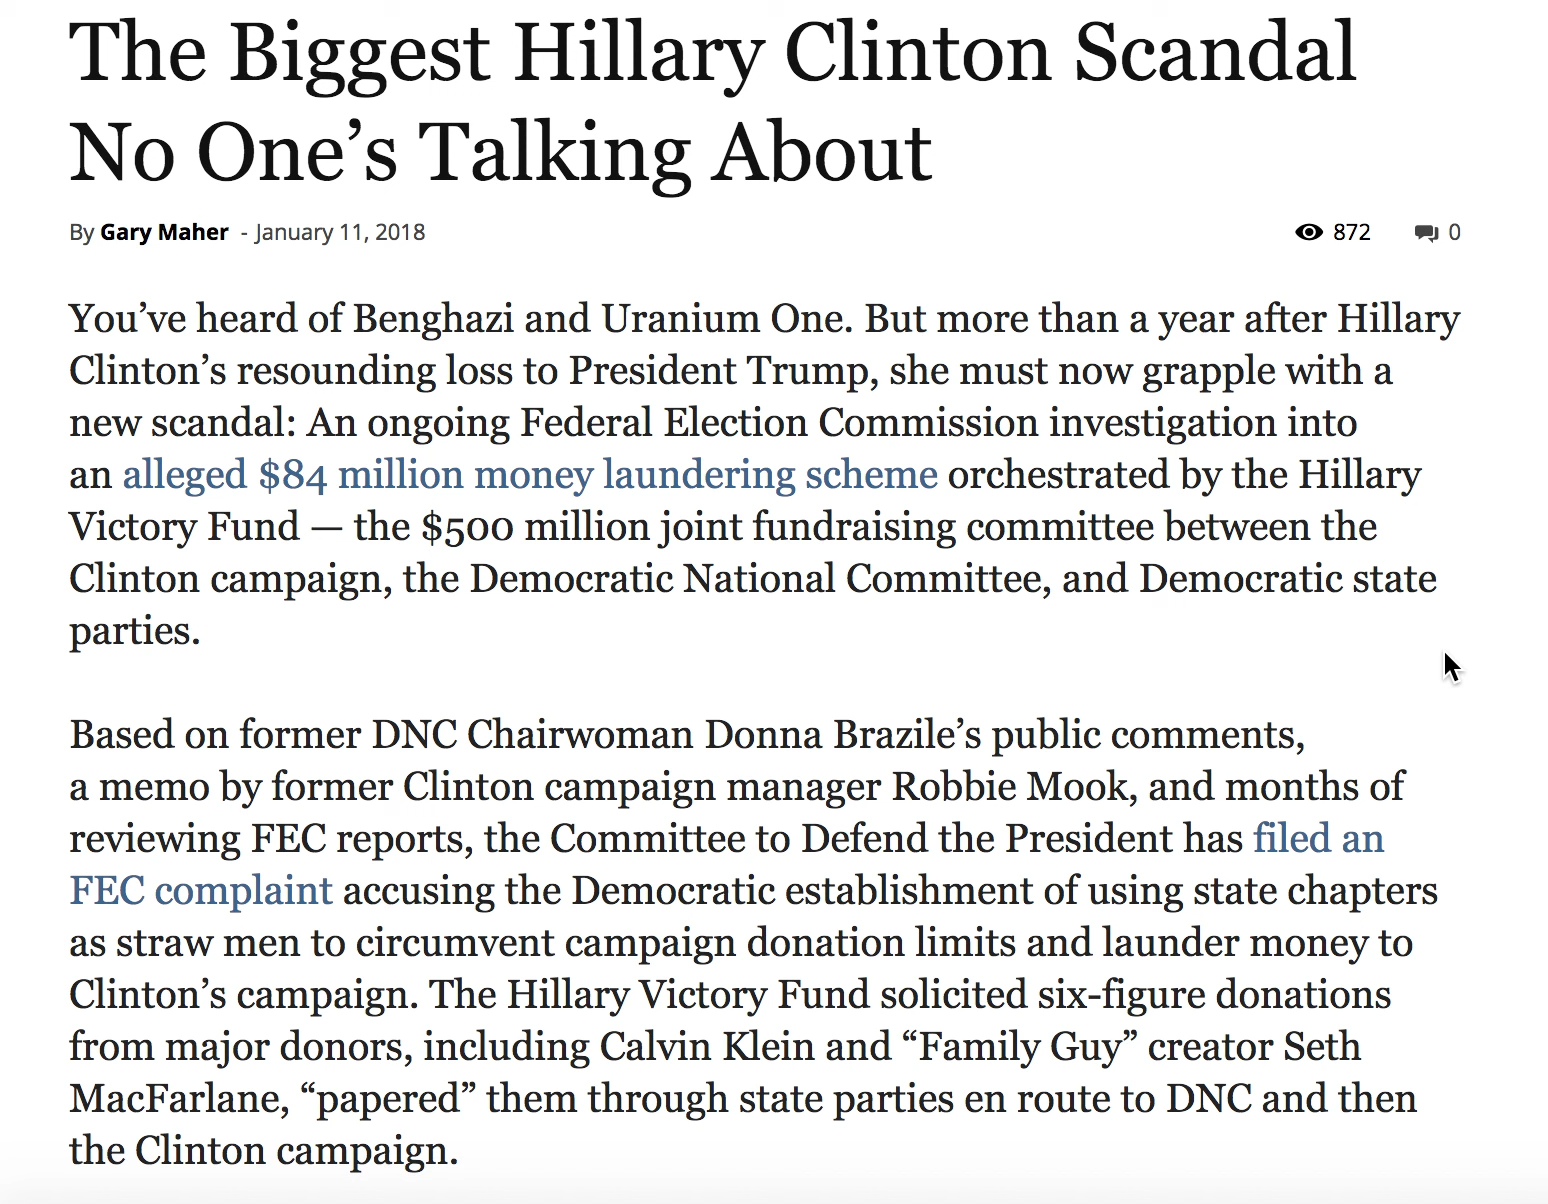 The Biggest Hillary Clinton Scandal
No One’s Talking About
By Gary Maher - January 11, 2018 872 0
You’ve heard of Benghazi and Uranium One. But more than a year after Hillary
Clinton’s resounding loss to President Trump, she must now grapple with a
new scandal: An ongoing Federal Election Commission investigation into
an alleged $84 million money laundering scheme orchestrated by the Hillary
Victory Fund — the $500 million joint fundraising committee between the
Clinton campaign, the Democratic National Committee, and Democratic state
parties.
Based on former DNC Chairwoman Donna Brazile’s public comments,
a memo by former Clinton campaign manager Robbie Mook, and months of
reviewing FEC reports, the Committee to Defend the President has filed an
FEC complaint accusing the Democratic establishment of using state chapters
as straw men to circumvent campaign donation limits and launder money to
Clinton’s campaign. The Hillary Victory Fund solicited six-figure donations
from major donors, including Calvin Klein and “Family Guy” creator Seth
MacFarlane, “papered” them through state parties en route to DNC and then
the Clinton campaign.